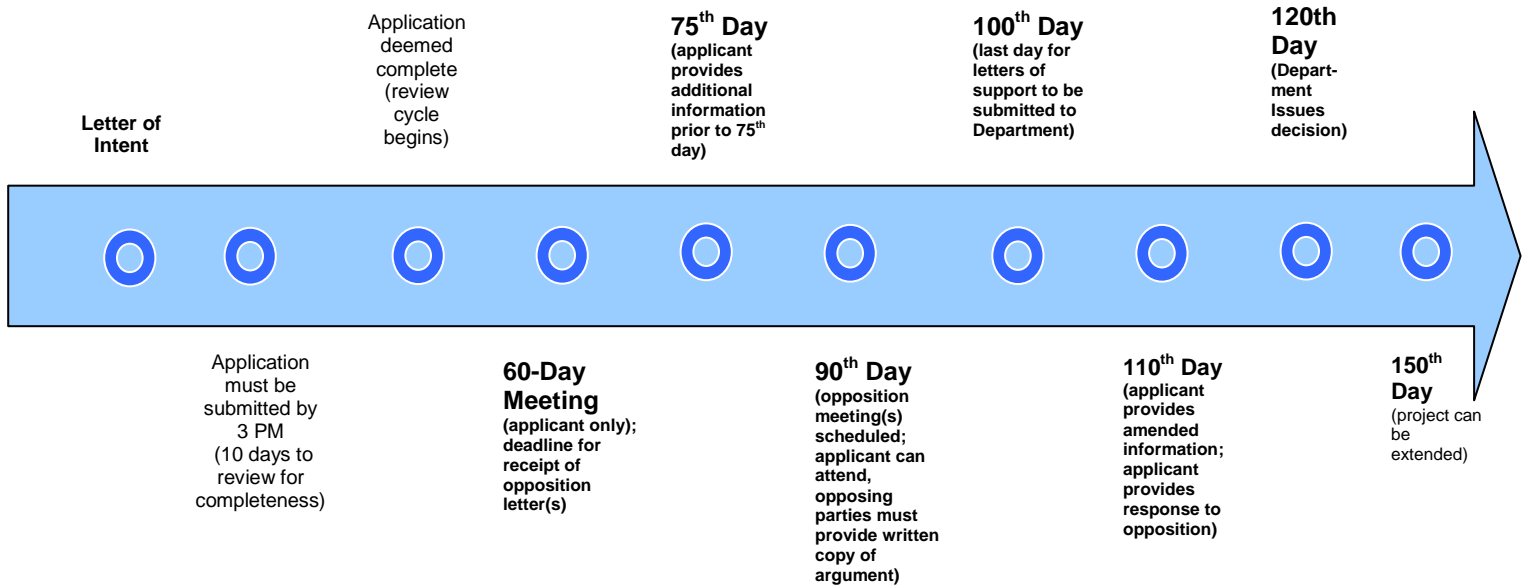 Letter of
Intent
Application
must be
submitted by
3 PM
(10 days to
review for
completeness)
Application
deemed
complete
(review
cycle
begins)
60-Day
Meeting
(applicant only);
deadline for
receipt of
opposition
letter(s)
75th Day
(applicant
provides
additional
information
prior to 75th
day)
90th Day
(opposition
meeting(s)
scheduled;
applicant can
attend,
opposing
parties must
provide written
copy of
argument)
100th Day
(last day for
letters of
support to be
submitted to
Department)
110th Day
(applicant
provides
amended
information;
applicant
provides
response to
opposition)
120th
Day
(Depart-
ment
Issues
decision)
150th
Day
(project can
be
extended)